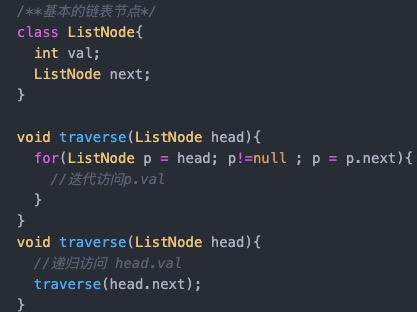 /**基本的链表节点*/
class ListNode{
  int val;
  ListNode next;
}

void traverse(ListNode head){
  for(ListNode p = head; p!=null ; p = p.next){
    //迭代访问p.val
  }
}
void traverse(ListNode head){
  //递归访问 head.val
  traverse(head.next);
}